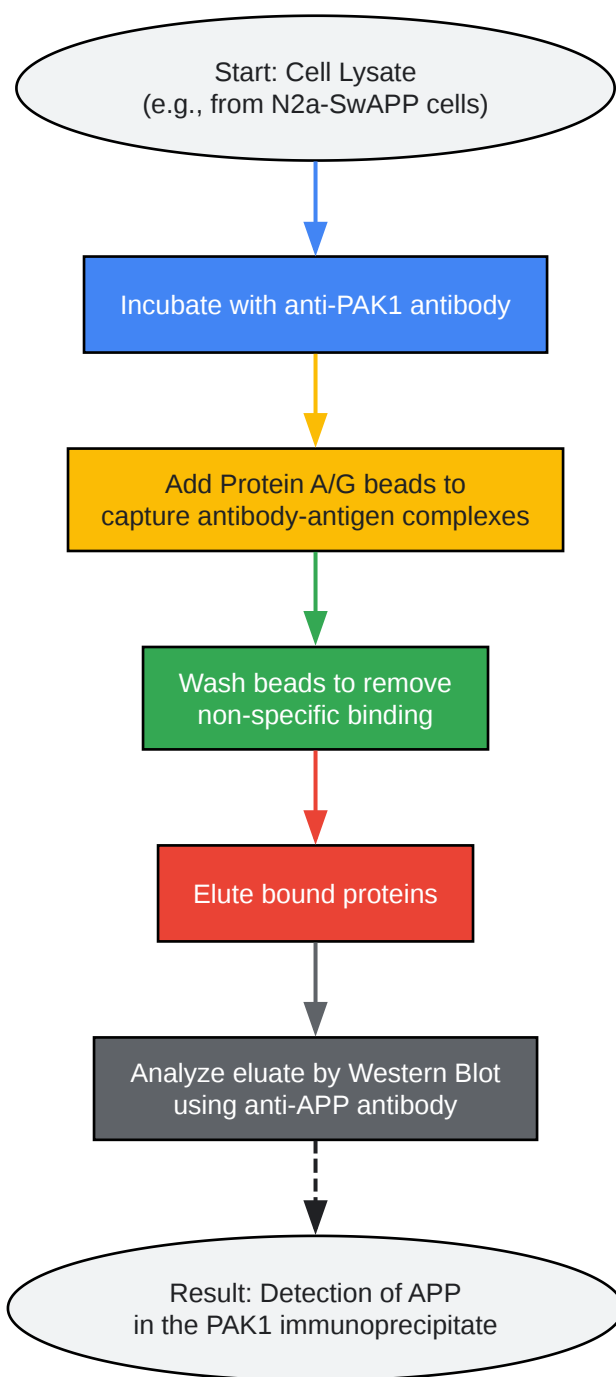 Start: Cell Lysate
(e.g., from N2a-SwAPP cells)
Incubate with anti-PAK1 antibody
Add Protein A/G beads to
capture antibody-antigen complexes
Wash beads to remove
non-specific binding
Elute bound proteins
Analyze eluate by Western Blot
using anti-APP antibody
Result: Detection of APP
in the PAK1 immunoprecipitate